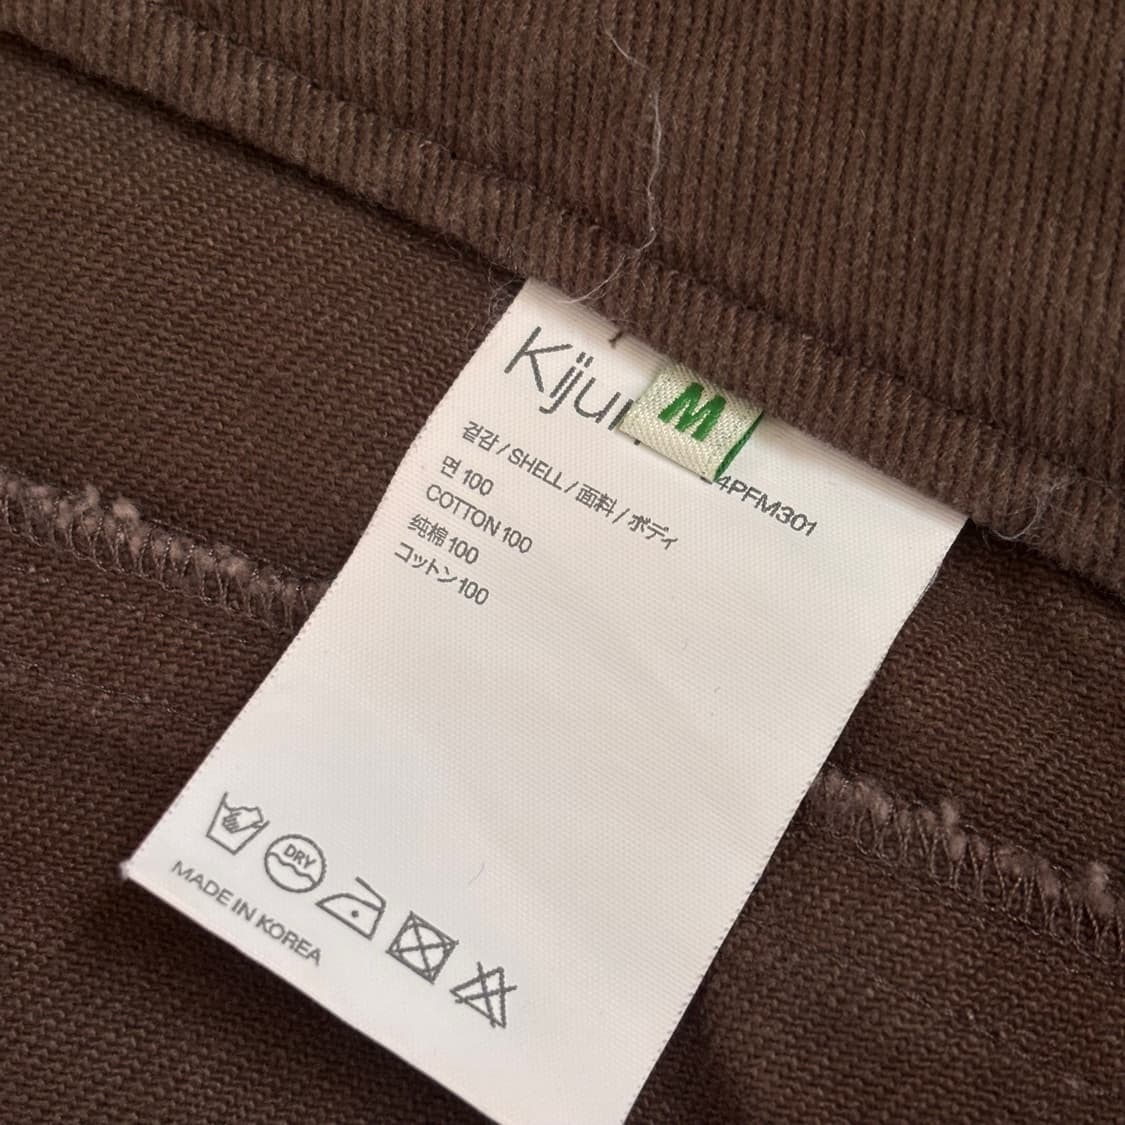 Kijun
M
4PFM301
겉감 / SHELL / 面料 / ボディ
면 100
COTTON 100
纯棉 100
コットン 100
DRY
MADE IN KOREA